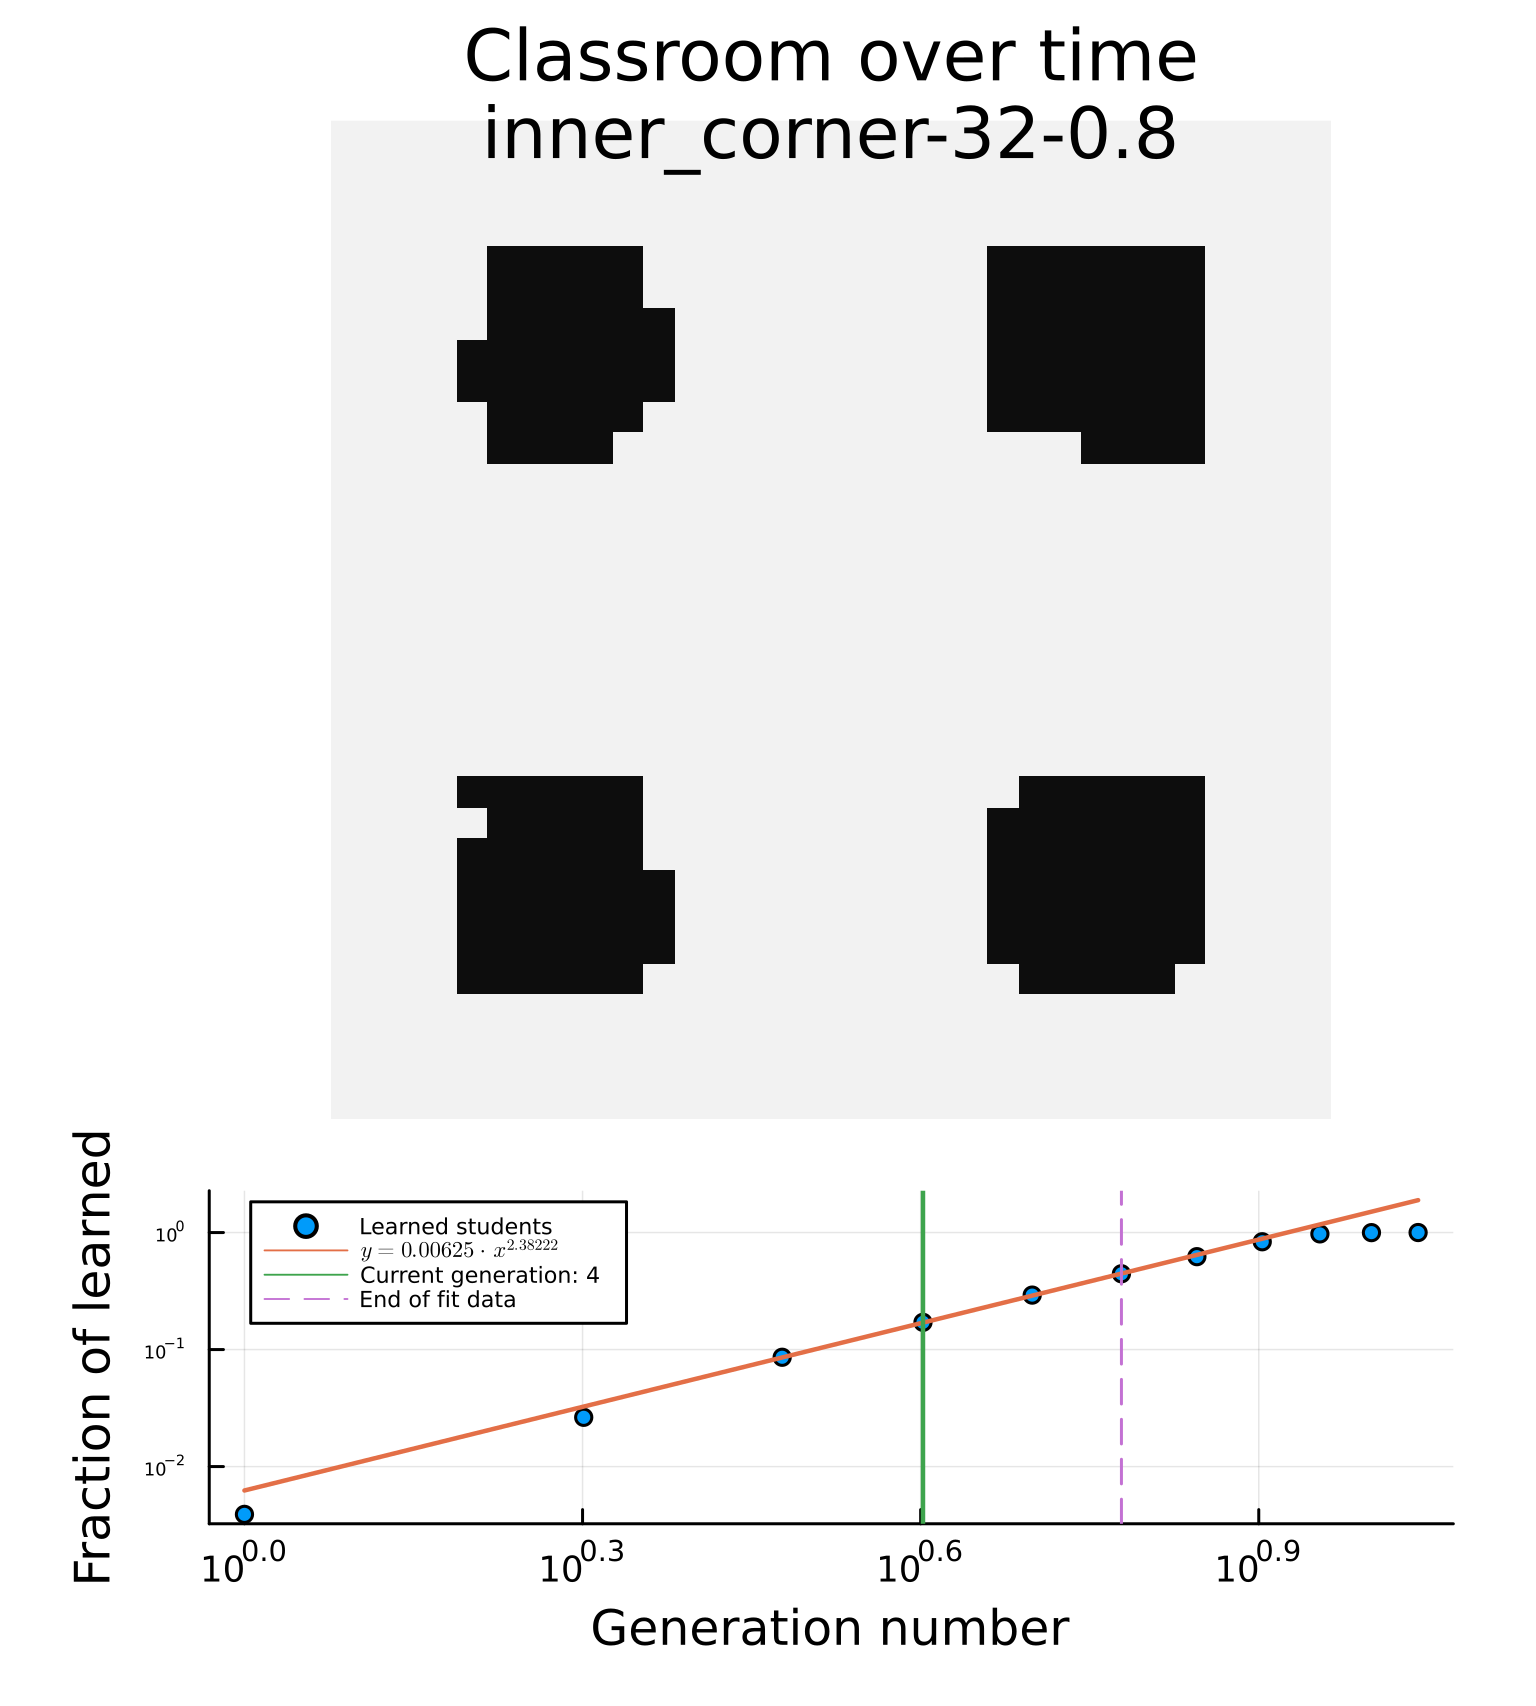 Classroom over time
inner_corner-32-0.8
Fraction of learned
10⁰
10⁻¹
10⁻²
Learned students
y = 0.00625 · x^2.38222
Current generation: 4
End of fit data
10^0.0
10^0.3
10^0.6
10^0.9
Generation number